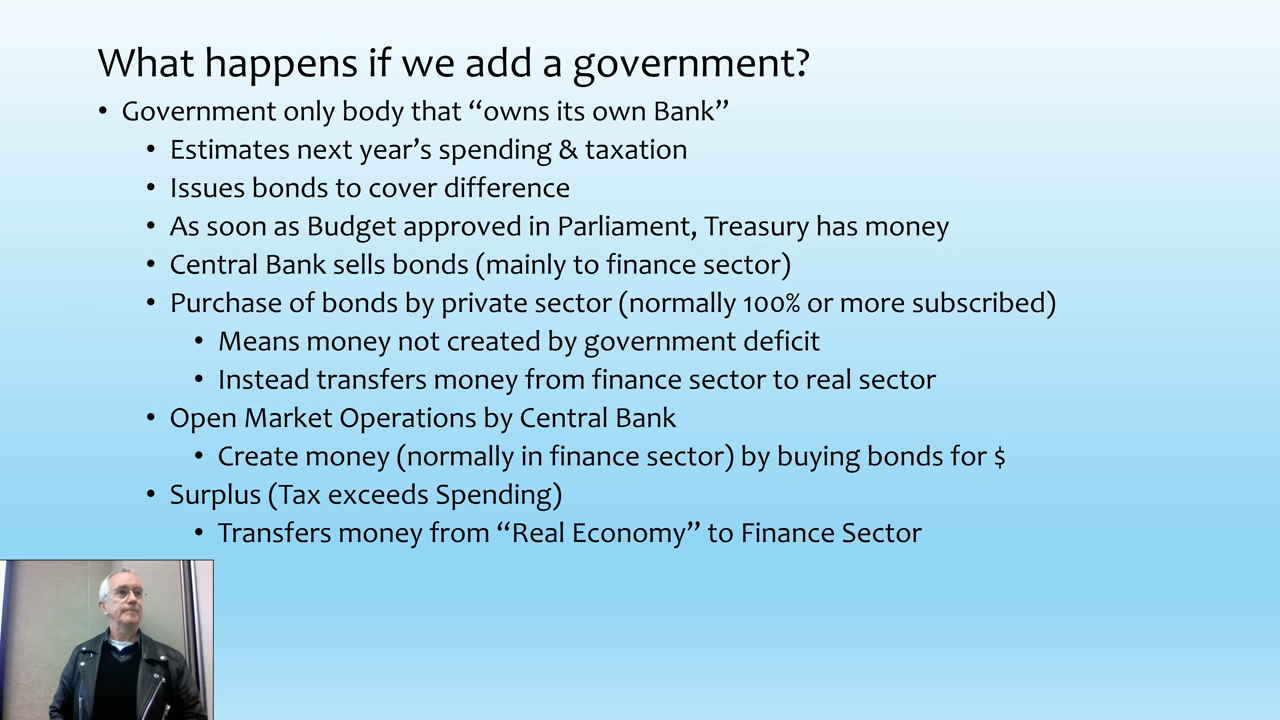 What happens if we add a government?
• Government only body that “owns its own Bank”
• Estimates next year’s spending & taxation
• Issues bonds to cover difference
• As soon as Budget approved in Parliament, Treasury has money
• Central Bank sells bonds (mainly to finance sector)
• Purchase of bonds by private sector (normally 100% or more subscribed)
• Means money not created by government deficit
• Instead transfers money from finance sector to real sector
• Open Market Operations by Central Bank
• Create money (normally in finance sector) by buying bonds for $
• Surplus (Tax exceeds Spending)
• Transfers money from “Real Economy” to Finance Sector